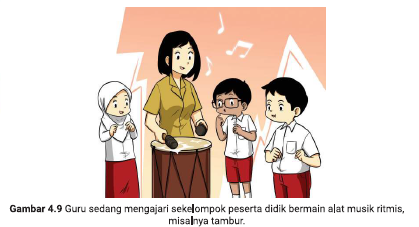 Gambar 4.9 Guru sedang mengajari sekelompok peserta didik bermain alat musik ritmis,
misalnya tambur.